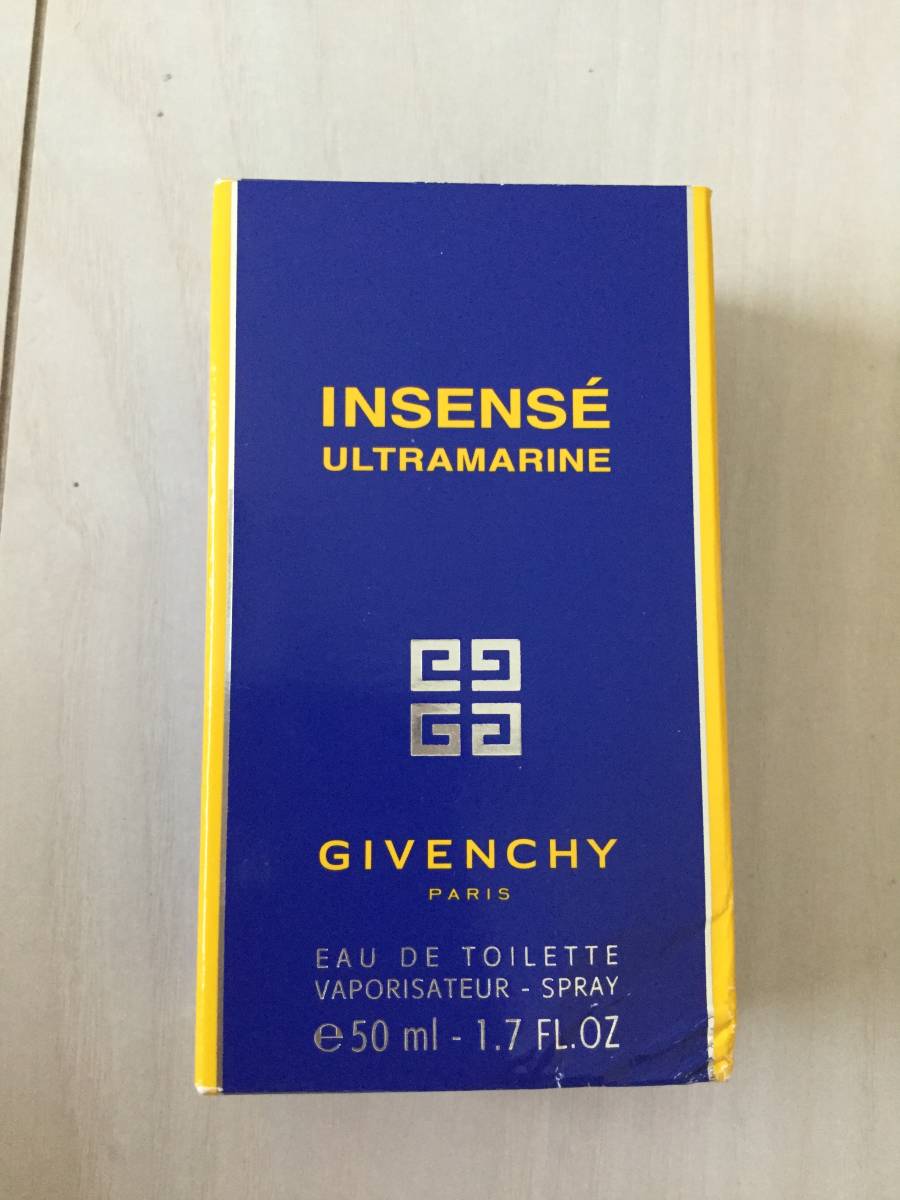 INSENSÉ
ULTRAMARINE
GIVENCHY
PARIS
EAU DE TOILETTE
VAPORISATEUR - SPRAY
℮50 ml - 1.7 FL.OZ